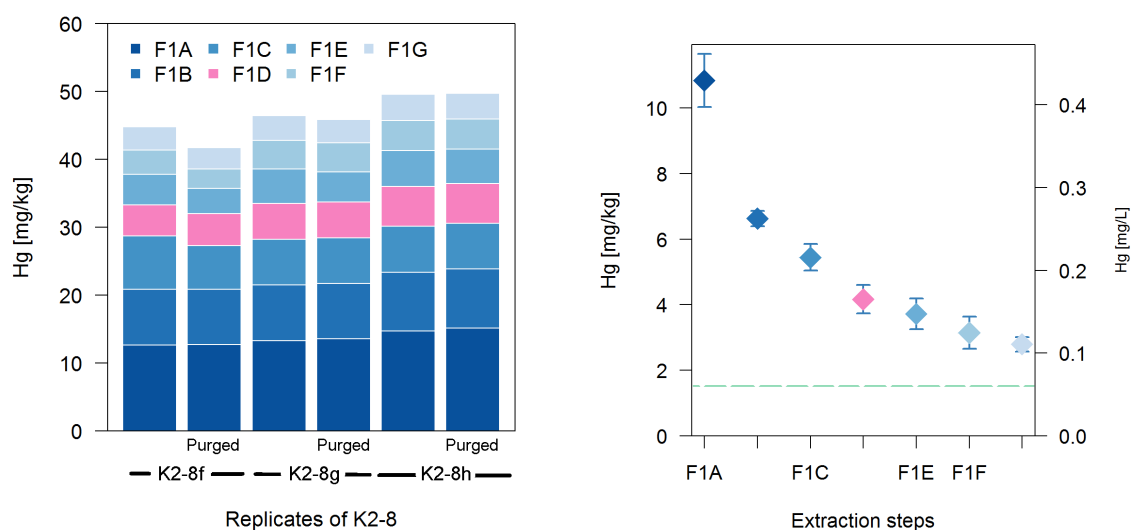 60
50
40
30
20
10
0
Hg [mg/kg]
F1A F1C F1E F1G
F1B F1D F1F
Purged Purged Purged
K2-8f K2-8g K2-8h
Replicates of K2-8
10
8
6
4
2
0
Hg [mg/kg]
0.4
0.3
0.2
0.1
0.0
Hg [mg/L]
F1A F1C F1E F1F
Extraction steps